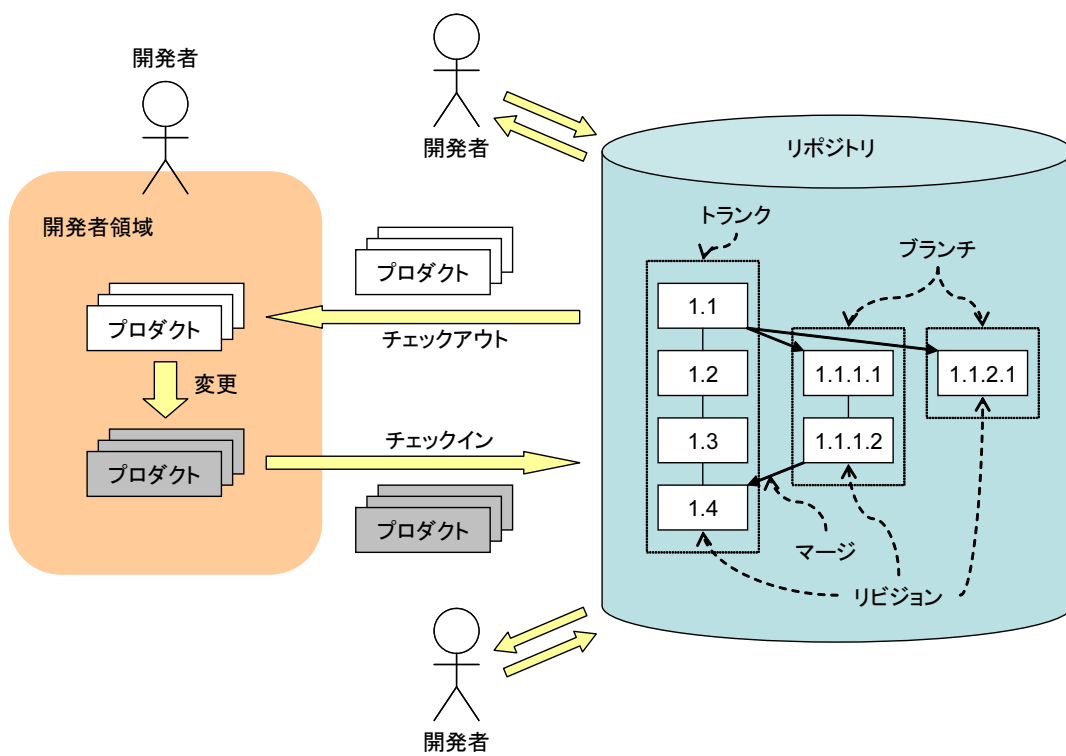 開発者
開発者
開発者領域
プロダクト
変更
プロダクト
プロダクト
チェックアウト
チェックイン
プロダクト
開発者
リポジトリ
トランク
ブランチ
1.1
1.2
1.3
1.4
1.1.1.1
1.1.1.2
1.1.2.1
マージ
リビジョン